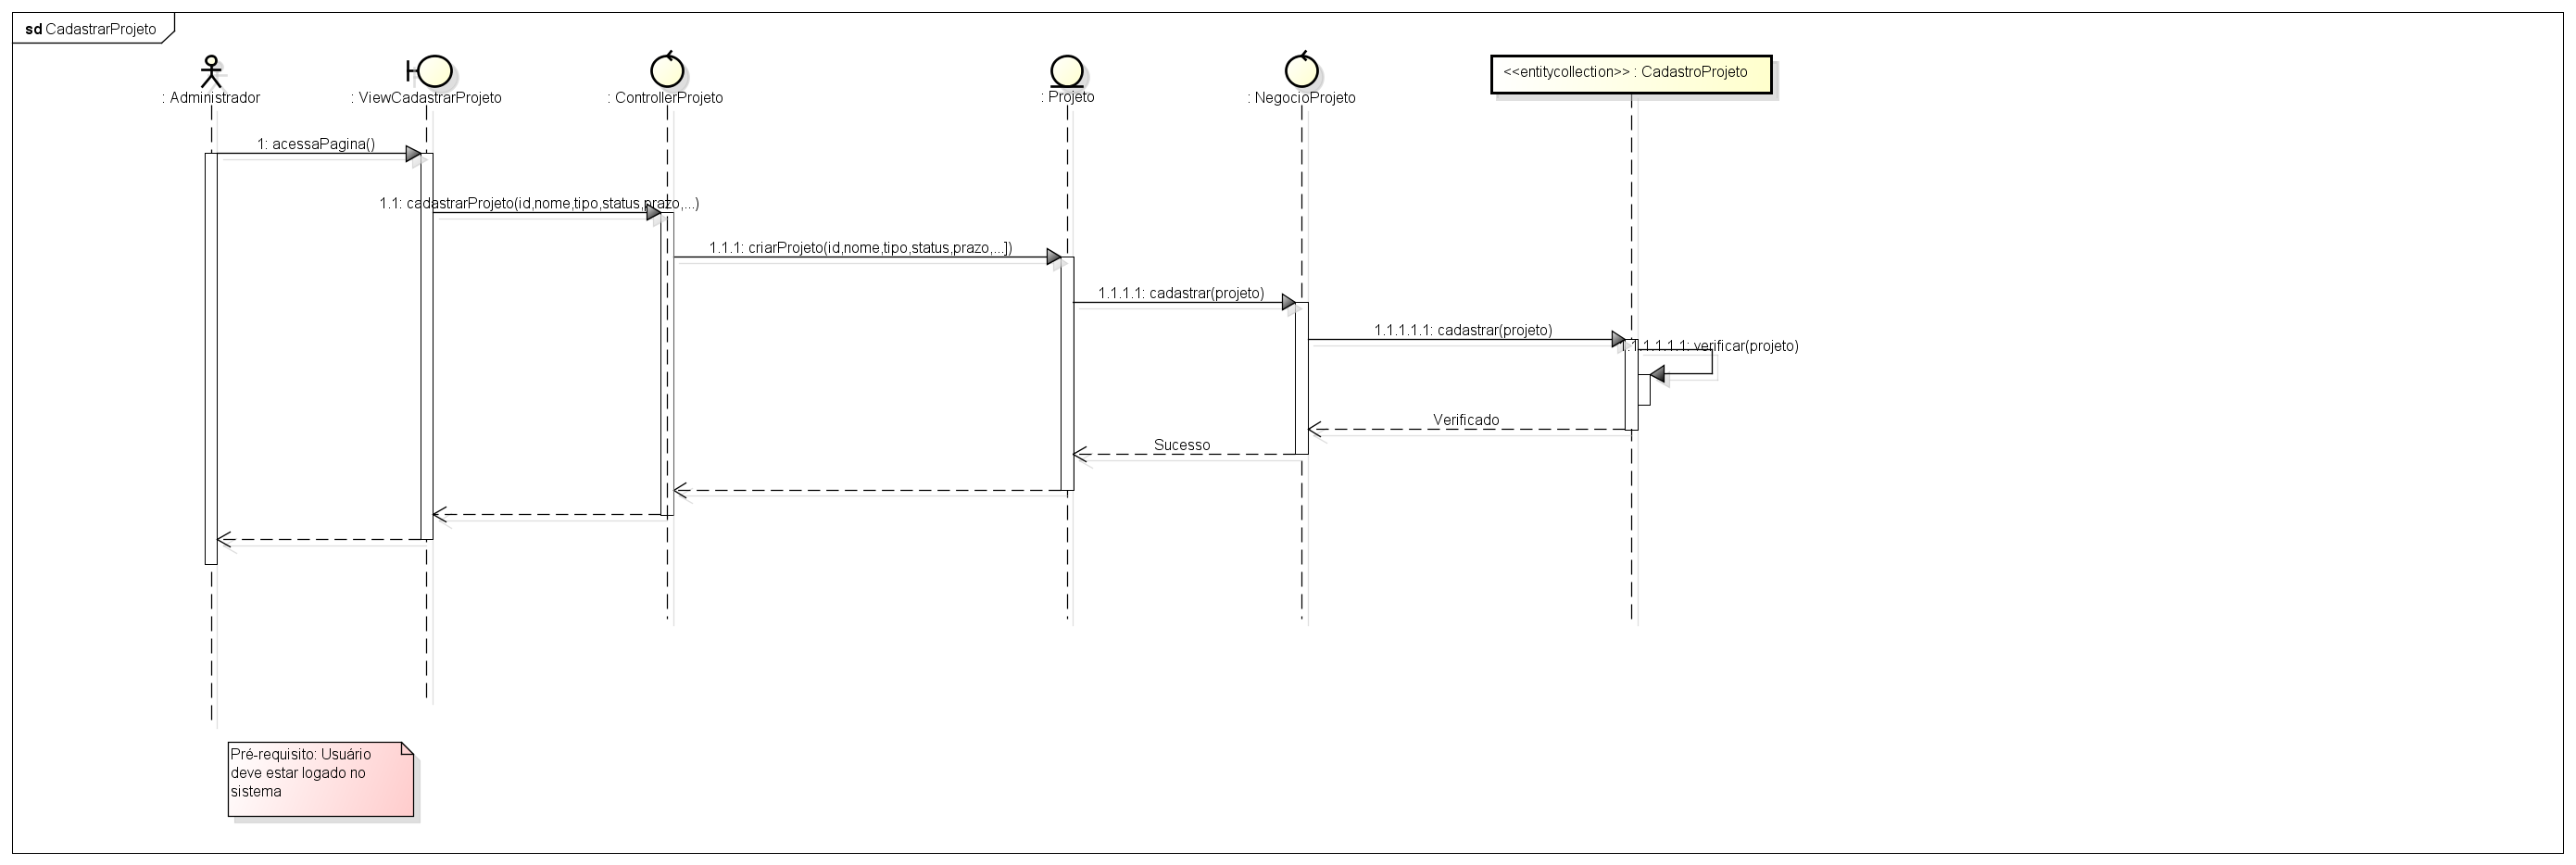 sd CadastrarProjeto
: Administrador
: ViewCadastrarProjeto
: ControllerProjeto
: Projeto
: NegocioProjeto
<<entitycollection>> : CadastroProjeto
1: acessaPagina()
1.1: cadastrarProjeto(id,nome,tipo,status,prazo,...)
1.1.1: criarProjeto(id,nome,tipo,status,prazo,...])
1.1.1.1: cadastrar(projeto)
1.1.1.1.1: cadastrar(projeto)
1.1.1.1.1.1: verificar(projeto)
Verificado
Sucesso
Pré-requisito: Usuário
deve estar logado no
sistema